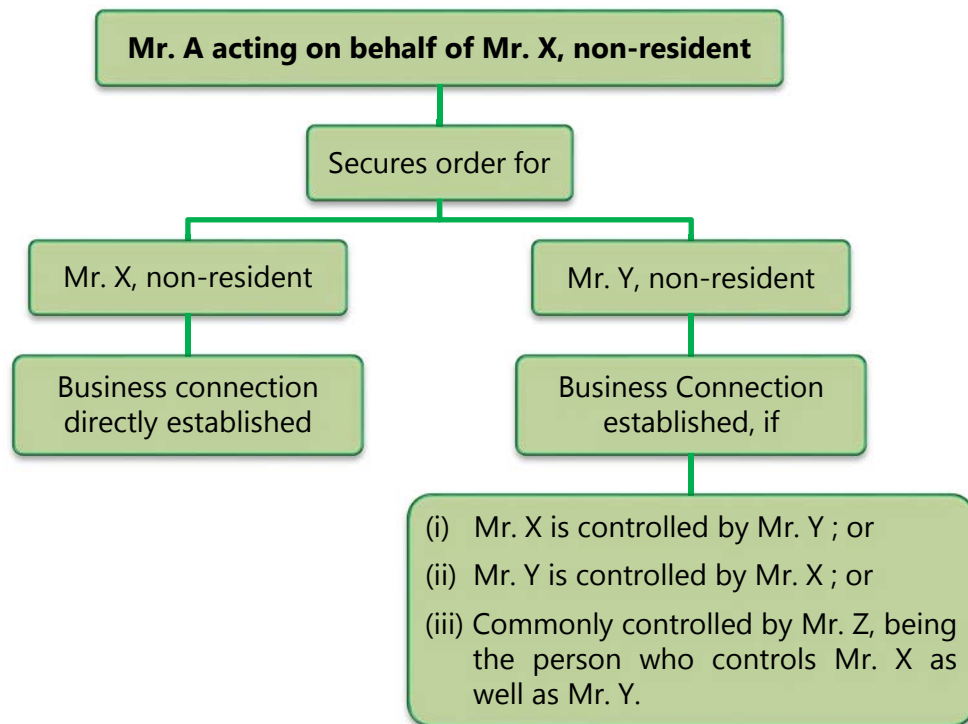 Mr. A acting on behalf of Mr. X, non-resident
Secures order for
Mr. X, non-resident
Business connection
directly established
Mr. Y, non-resident
Business Connection
established, if
(i) Mr. X is controlled by Mr. Y ; or
(ii) Mr. Y is controlled by Mr. X ; or
(iii) Commonly controlled by Mr. Z, being
the person who controls Mr. X as
well as Mr. Y.